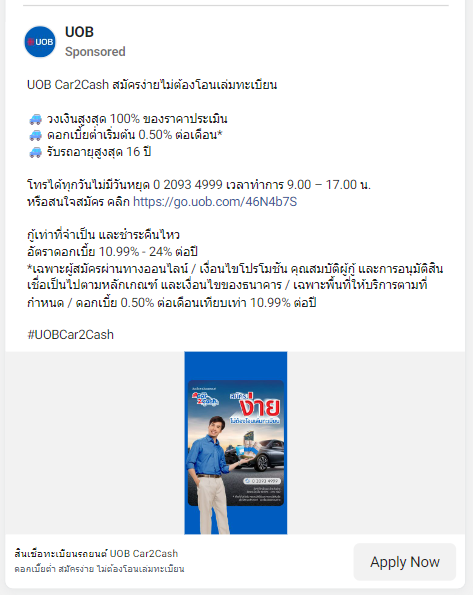 UOB
UOB
Sponsored
UOB Car2Cash สมัครง่ายไม่ต้องโอนเล่มทะเบียน
🚙 วงเงินสูงสุด 100% ของราคาประเมิน
🚙 ดอกเบี้ยต่ำเริ่มต้น 0.50% ต่อเดือน*
🚙 รับรถอายุสูงสุด 16 ปี
โทรได้ทุกวันไม่มีวันหยุด 0 2093 4999 เวลาทำการ 9.00 – 17.00 น.
หรือสนใจสมัคร คลิก https://go.uob.com/46N4b7S
กู้เท่าที่จำเป็น และชำระคืนไหว
อัตราดอกเบี้ย 10.99% - 24% ต่อปี
*เฉพาะผู้สมัครผ่านทางออนไลน์ / เงื่อนไขโปรโมชัน คุณสมบัติผู้กู้ และการอนุมัติสิน
เชื่อเป็นไปตามหลักเกณฑ์ และเงื่อนไขของธนาคาร / เฉพาะพื้นที่ให้บริการตามที่
กำหนด / ดอกเบี้ย 0.50% ต่อเดือนเทียบเท่า 10.99% ต่อปี
#UOBCar2Cash
Car
2Cash
สมัคร
ง่าย
ไม่ต้องโอนเล่มทะเบียน
0 2093 4999
สินเชื่อทะเบียนรถยนต์ UOB Car2Cash
ดอกเบี้ยต่ำ สมัครง่าย ไม่ต้องโอนเล่มทะเบียน
Apply Now